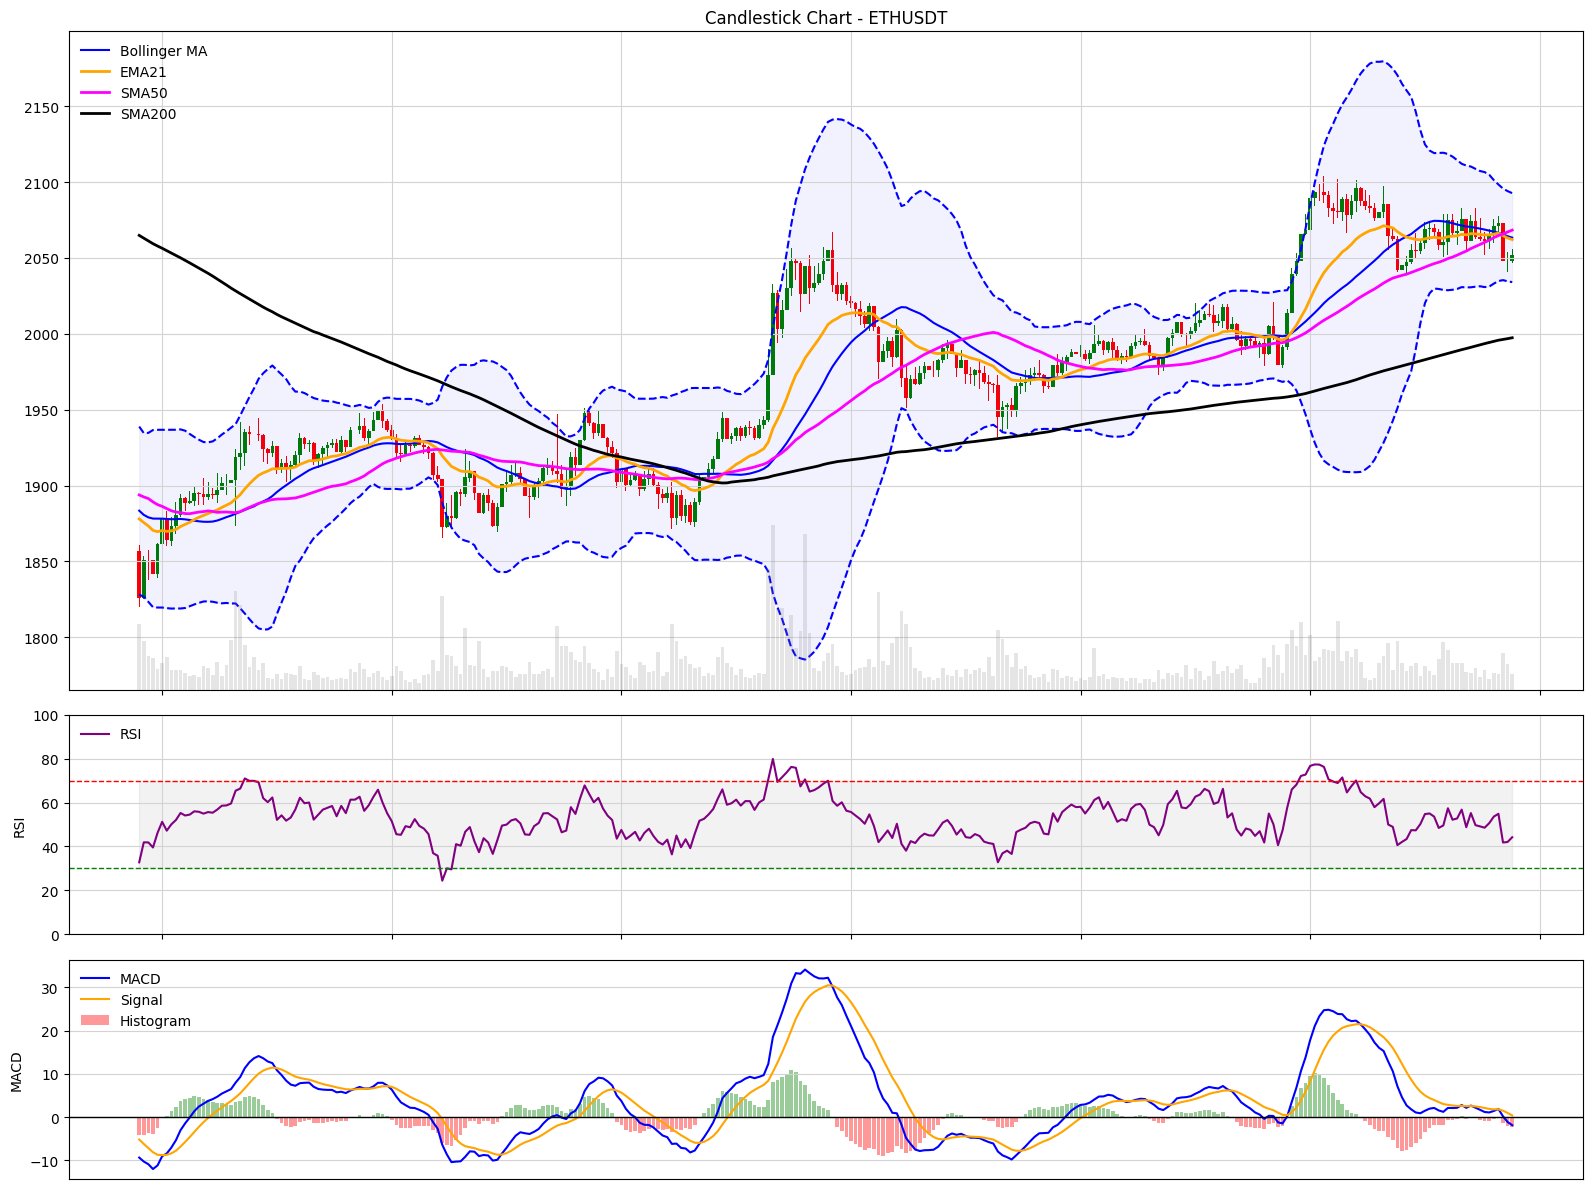 Candlestick Chart - ETHUSDT
Bollinger MA
EMA21
SMA50
SMA200
2150
2100
2050
2000
1950
1900
1850
1800
RSI
100
80
60
40
20
0
RSI
MACD
Signal
Histogram
30
20
10
0
−10
MACD